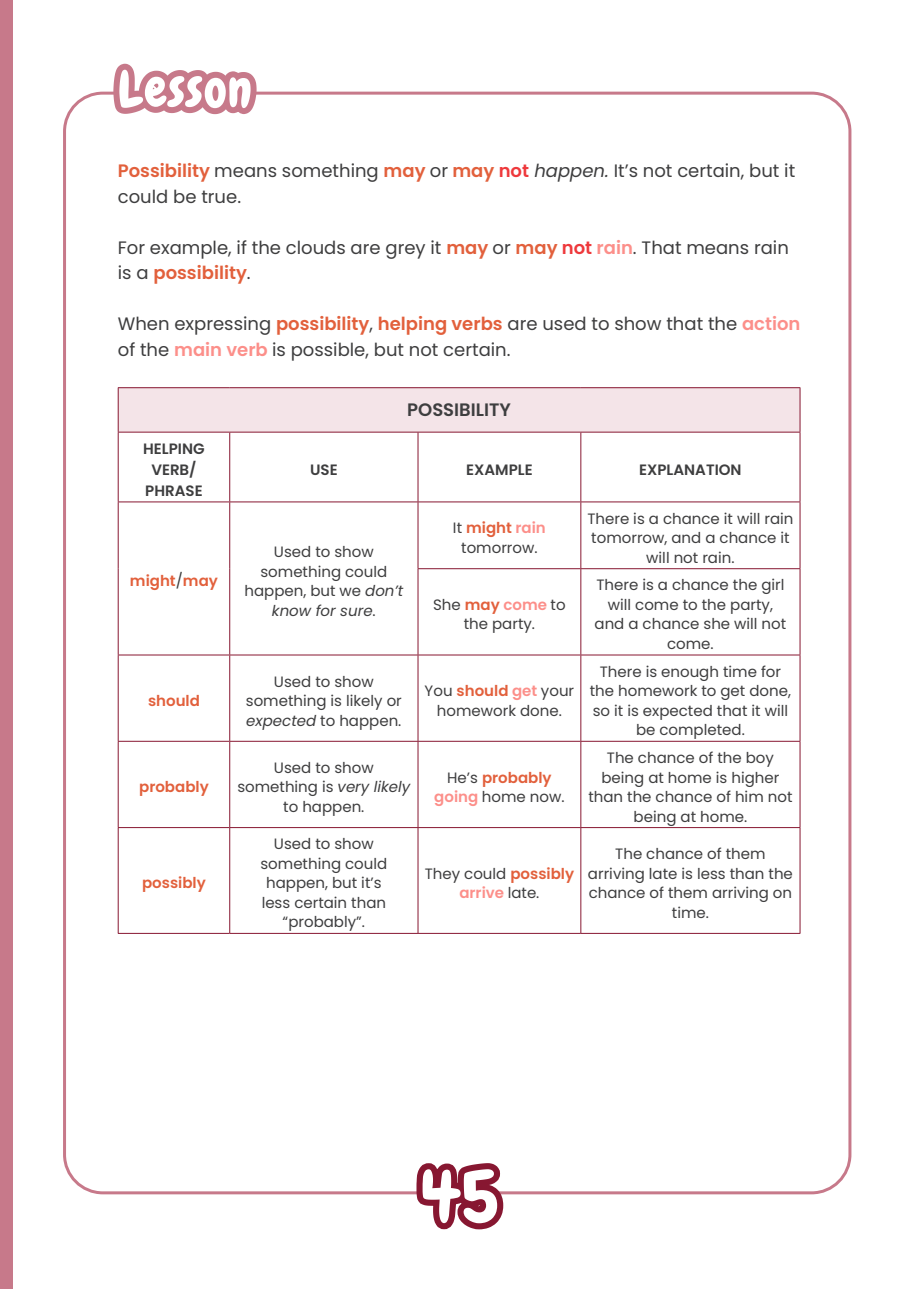 Lesson
Possibility means something may or may not happen. It’s not certain, but it
could be true.
For example, if the clouds are grey it may or may not rain. That means rain
is a possibility.
When expressing possibility, helping verbs are used to show that the action
of the main verb is possible, but not certain.
POSSIBILITY
HELPING
VERB/
PHRASE
USE
EXAMPLE
EXPLANATION
might/may
Used to show
something could
happen, but we don’t
know for sure.
It might rain
tomorrow.
There is a chance it will rain
tomorrow, and a chance it
will not rain.
She may come to
the party.
There is a chance the girl
will come to the party,
and a chance she will not
come.
should
Used to show
something is likely or
expected to happen.
You should get your
homework done.
There is enough time for
the homework to get done,
so it is expected that it will
be completed.
probably
Used to show
something is very likely
to happen.
He’s probably
going home now.
The chance of the boy
being at home is higher
than the chance of him not
being at home.
possibly
Used to show
something could
happen, but it’s
less certain than
“probably”.
They could possibly
arrive late.
The chance of them
arriving late is less than the
chance of them arriving on
time.
45